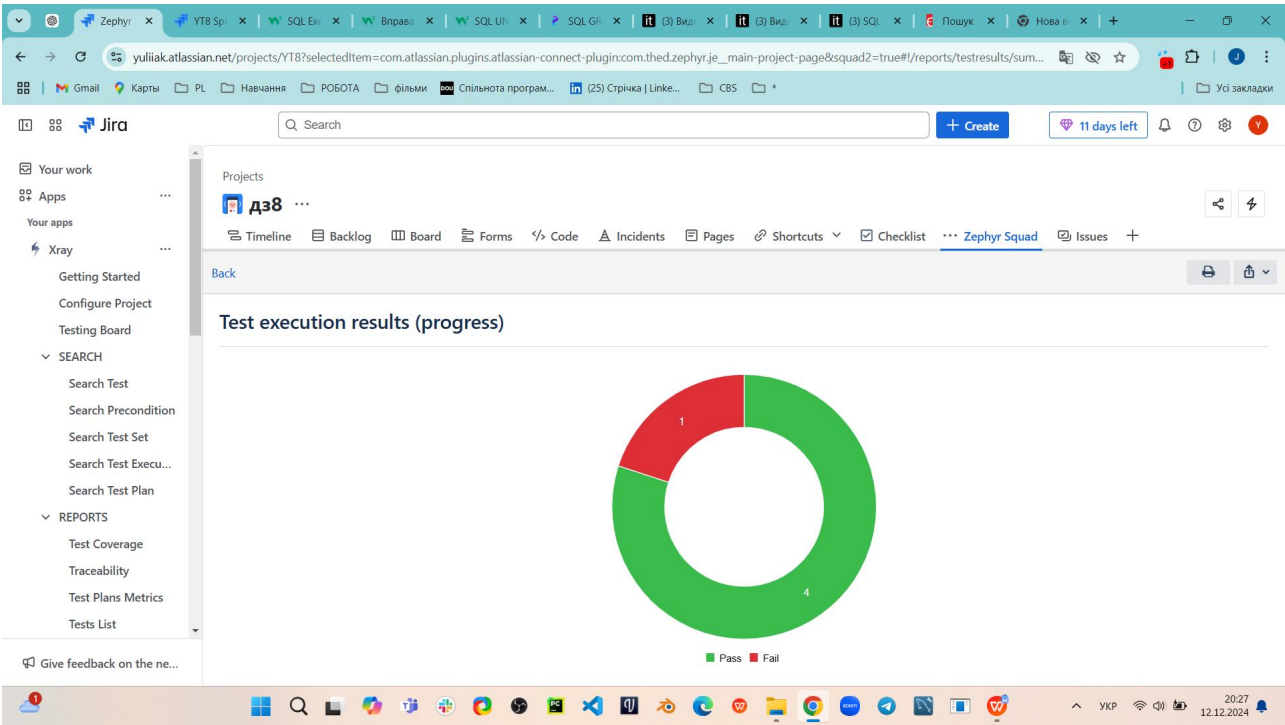 Zephyr
YT8 Spr
SQL Exe
Вправа
SQL UN
SQL GR
(3) Виде
(3) Виде
(3) SQL
Пошук
Нова в
yuliiak.atlassian.net/projects/YT8?selectedItem=com.atlassian.plugins.atlassian-connect-plugin:com.thed.zephyr.je__main-project-page&squad2=true#!/reports/testresults/sum...
Gmail
Карты
PL
Навчання
РОБОТА
фільми
DOU
Спільнота програм...
(25) Стрічка | Linke...
CBS
*
Усі закладки
Jira
Search
Create
11 days left
Y
Your work
Apps
Your apps
Xray
Getting Started
Configure Project
Testing Board
SEARCH
Search Test
Search Precondition
Search Test Set
Search Test Execu...
Search Test Plan
REPORTS
Test Coverage
Traceability
Test Plans Metrics
Tests List
Give feedback on the ne...
Projects
дз8
Timeline
Backlog
Board
Forms
Code
Incidents
Pages
Shortcuts
Checklist
Zephyr Squad
Issues
Back
Test execution results (progress)
1
4
Pass
Fail
1
УКР
20:27
12.12.2024